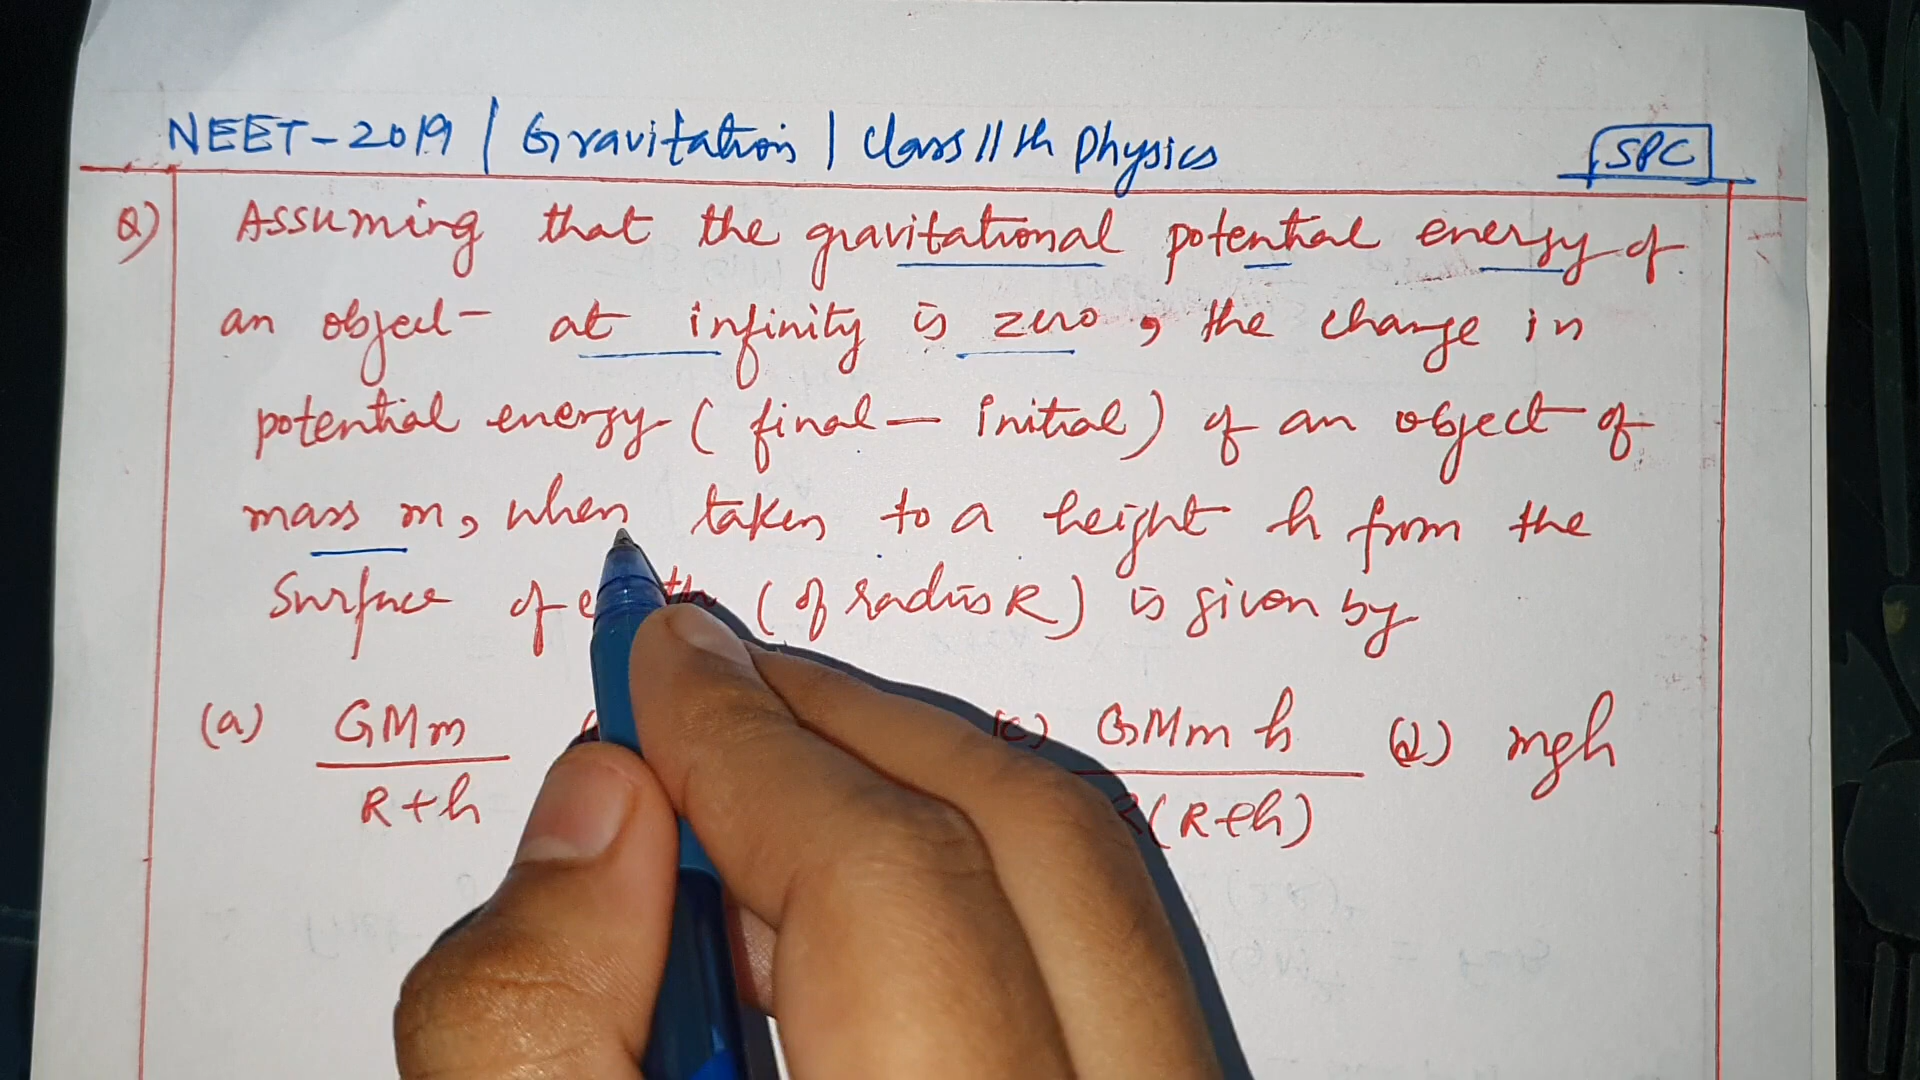 NEET-2019 | Gravitation | Class 11th Physics
SPC
Q) Assuming that the gravitational potential energy of
an object at infinity is zero, the change in
potential energy (final - initial) of an object of
mass m, when taken to a height h from the
Surface of (of radius R) is given by
(a) GMm (c) GMm h (d) mgh
R+h (R+h)